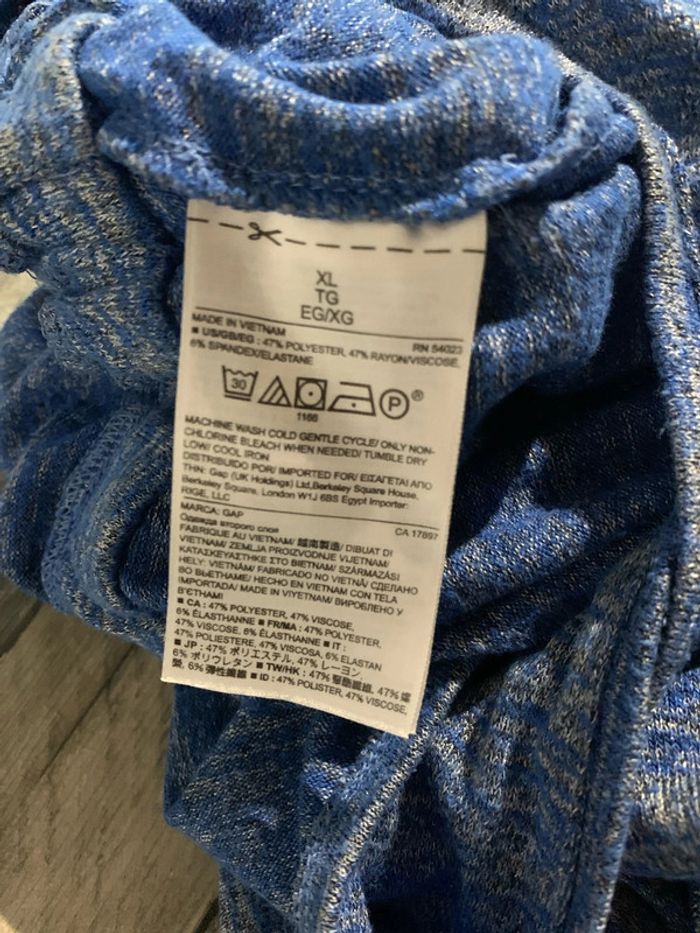 XL
TG
EG/XG
MADE IN VIETNAM RN 54023
■ US/GB/EG: 47% POLYESTER, 47% RAYON/VISCOSE,
6% SPANDEX/ELASTANE
30 P ®
1166
MACHINE WASH COLD GENTLE CYCLE/ ONLY NON-
CHLORINE BLEACH WHEN NEEDED/ TUMBLE DRY
LOW/ COOL IRON
DISTRIBUÍDO POR/ IMPORTED FOR/ ΕΙΣΑΓΕΤΑΙ ΑΠΟ
THN: Gap (UK Holdings) Ltd,Berkeley Square House,
Berkeley Square, London W1J 6BS Egypt Importer:
RIGE, LLC
MARCA: GAP CA 17897
Одежда второго слоя
FABRIQUE AU VIETNAM/ 越南製造/ DIBUAT DI
VIETNAM/ ZEMLJA PROIZVODNJE VIJETNAM/
ΚΑΤΑΣΚΕΥΑΣΤΗΚΕ ΣΤΟ ΒΙΕΤΝΑΜ/ SZÁRMAZÁSI
HELY: VIETNÁM/ FABRICADO NO VIETNÃ/ СДЕЛАНО
ВО ВЬЕТНАМЕ/ HECHO EN VIETNAM CON TELA
IMPORTADA/ MADE IN VIYETNAM/ ВИРОБЛЕНО У
В'ЄТНАМІ
■ CA : 47% POLYESTER, 47% VISCOSE,
6% ÉLASTHANNE ■ FR/MA : 47% POLYESTER,
47% VISCOSE, 6% ÉLASTHANNE ■ IT :
47% POLIESTERE, 47% VISCOSA, 6% ELASTAN
■ JP : 47% ポリエステル, 47% レーヨン,
6% ポリウレタン ■ TW/HK : 47% 聚酯纖維, 47% 嫘
縈, 6% 彈性纖維 ■ ID : 47% POLISTER, 47% VISCOSE,